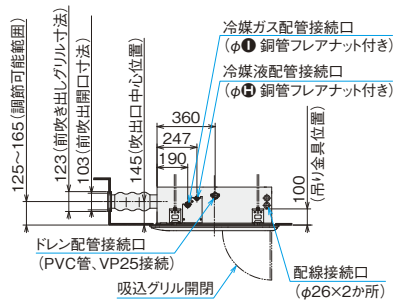 冷媒ガス配管接続口
(φI 銅管フレアナット付き)
冷媒液配管接続口
(φH 銅管フレアナット付き)
125~165(調節可能範囲)
123(前吹き出しグリル寸法)
103(前吹出開口寸法)
145(吹出口中心位置)
360
247
190
100
(吊り金具位置)
ドレン配管接続口
(PVC管、VP25接続)
吸込グリル開閉
配線接続口
(φ26×2か所)